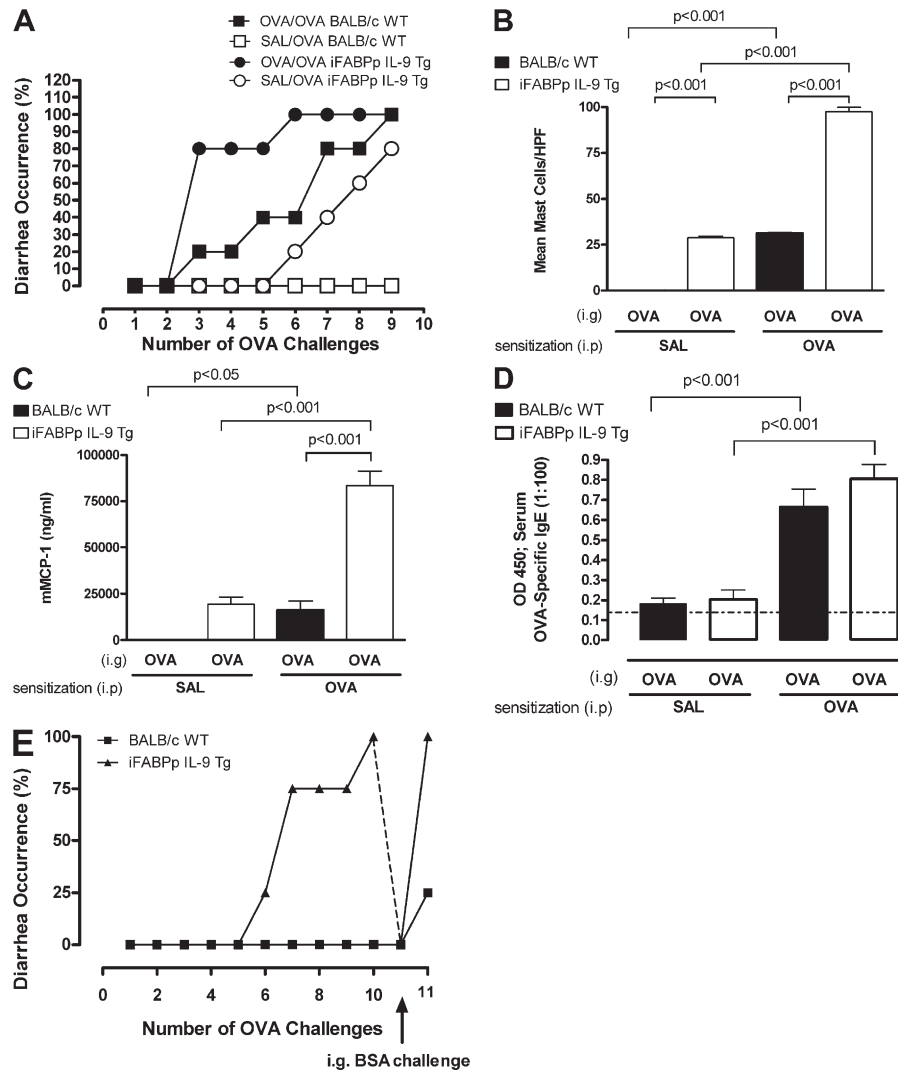 A
OVA/OVA BALB/c WT
SAL/OVA BALB/c WT
OVA/OVA iFABPp IL-9 Tg
SAL/OVA iFABPp IL-9 Tg
Diarrhea Occurrence (%)
120
110
100
90
80
70
60
50
40
30
20
10
0
0 1 2 3 4 5 6 7 8 9 10
Number of OVA Challenges
B
p<0.001
BALB/c WT
iFABPp IL-9 Tg
p<0.001
p<0.001 p<0.001
Mean Mast Cells/HPF
100
75
50
25
0
(i.g) OVA OVA OVA OVA
sensitization (i.p) SAL OVA
C
p<0.05
BALB/c WT
iFABPp IL-9 Tg
p<0.001
p<0.001
mMCP-1 (ng/ml)
100000
75000
50000
25000
0
(i.g) OVA OVA OVA OVA
sensitization (i.p) SAL OVA
D
p<0.001
BALB/c WT
iFABPp IL-9 Tg
p<0.001
OD 450; Serum
OVA-Specific IgE (1:100)
0.9
0.8
0.7
0.6
0.5
0.4
0.3
0.2
0.1
0.0
(i.g) OVA OVA OVA OVA
sensitization (i.p) SAL OVA
E
BALB/c WT
iFABPp IL-9 Tg
Diarrhea Occurrence (%)
100
75
50
25
0
0 2 4 6 8 10 11
Number of OVA Challenges
i.g. BSA challenge